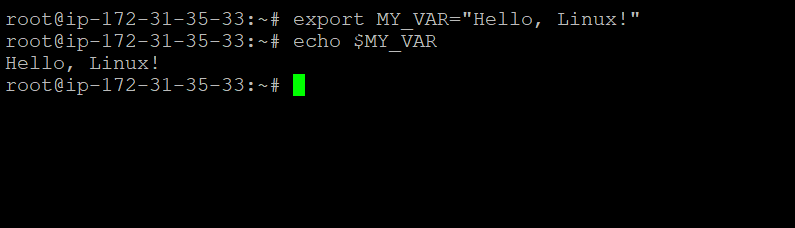 root@ip-172-31-35-33:~# export MY_VAR="Hello, Linux!"
root@ip-172-31-35-33:~# echo $MY_VAR
Hello, Linux!
root@ip-172-31-35-33:~#